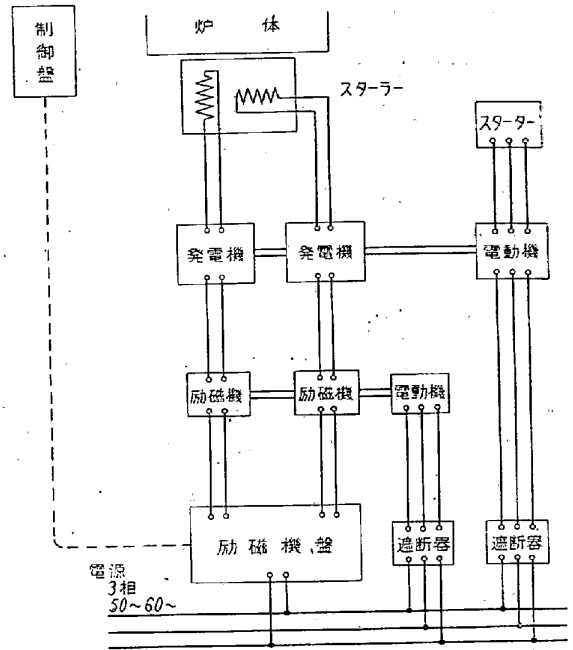 制御盤
炉体
スターラー
スターター
発電機
発電機
電動機
励磁機
励磁機
電動機
励磁機盤
遮断器
遮断器
電源
3相
50~60~